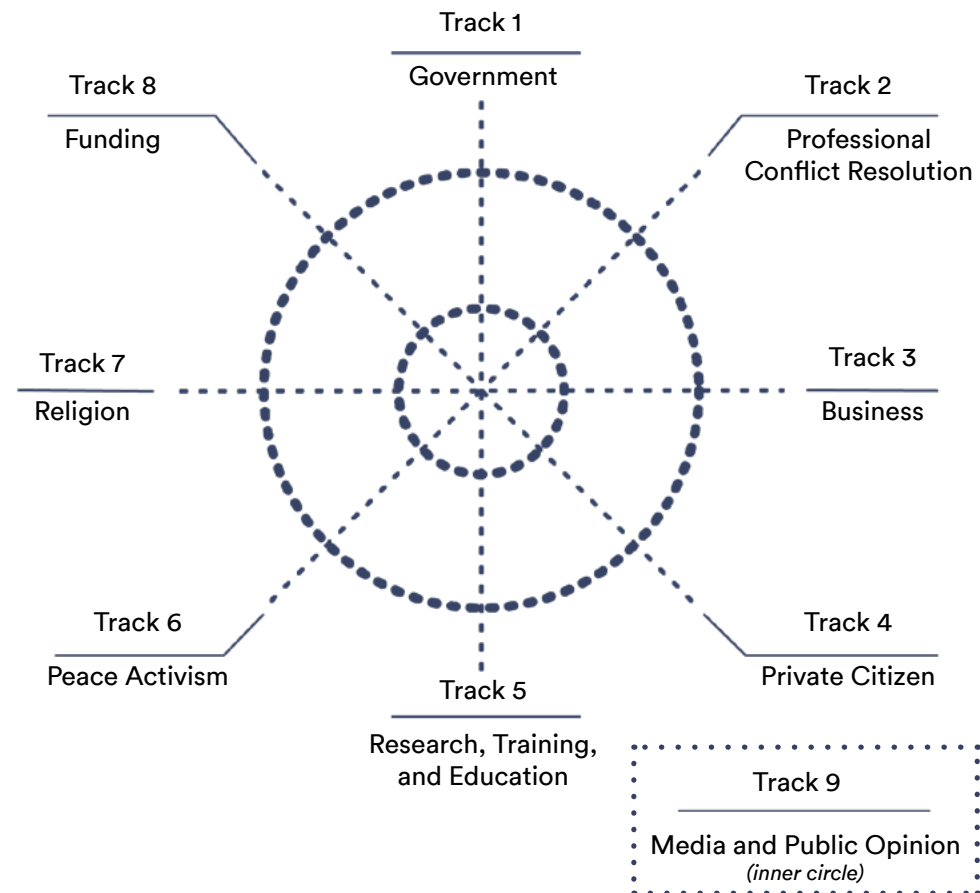 Track 1
Government
Track 8
Funding
Track 2
Professional
Conflict Resolution
Track 7
Religion
Track 3
Business
Track 6
Peace Activism
Track 4
Private Citizen
Track 5
Research, Training,
and Education
Track 9
Media and Public Opinion
(inner circle)